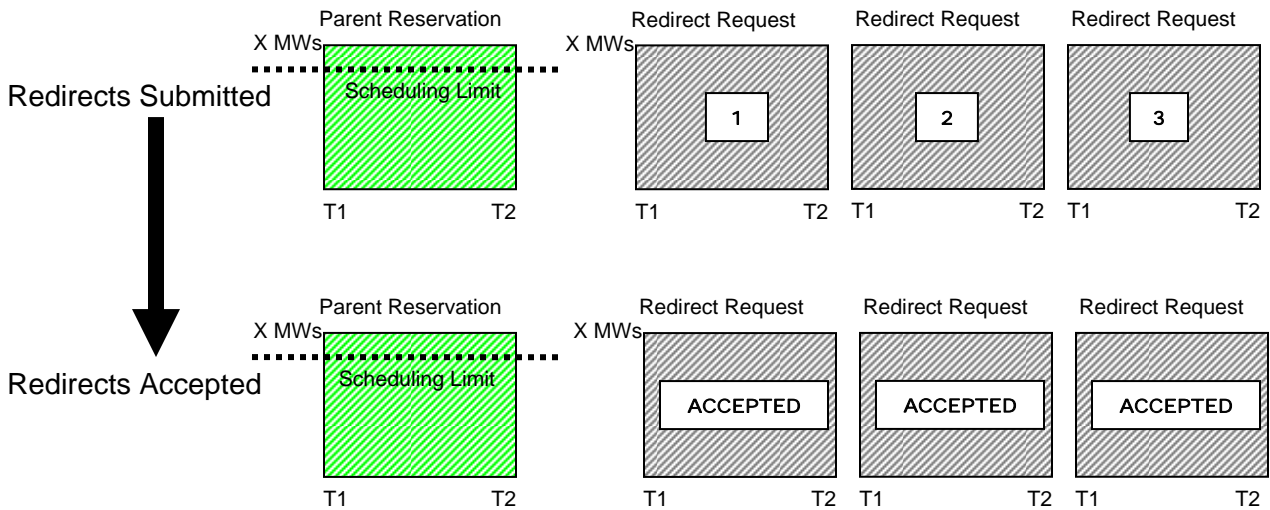 Parent Reservation
Redirect Request
Redirect Request
Redirect Request
X MWs
X MWs
Redirects Submitted
Scheduling Limit
1
2
3
T1 T2
T1 T2
T1 T2
T1 T2
Parent Reservation
Redirect Request
Redirect Request
Redirect Request
X MWs
X MWs
Redirects Accepted
Scheduling Limit
ACCEPTED
ACCEPTED
ACCEPTED
T1 T2
T1 T2
T1 T2
T1 T2